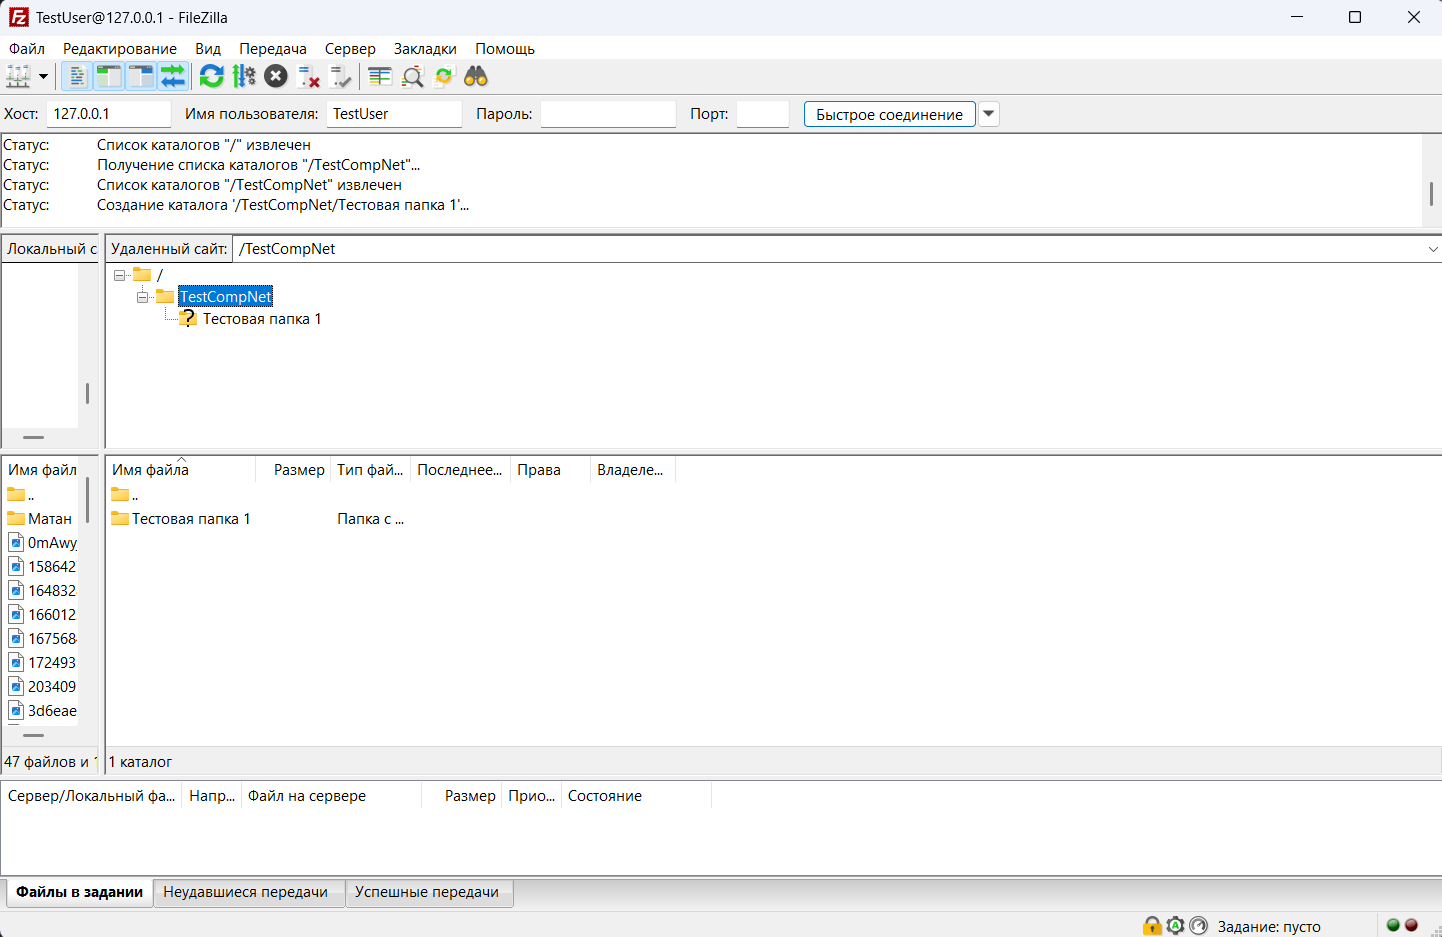 TestUser@127.0.0.1 - FileZilla
Файл Редактирование Вид Передача Сервер Закладки Помощь
Хост: 127.0.0.1 Имя пользователя: TestUser Пароль: Порт: Быстрое соединение
Статус: Список каталогов "/" извлечен
Статус: Получение списка каталогов "/TestCompNet"...
Статус: Список каталогов "/TestCompNet" извлечен
Статус: Создание каталога '/TestCompNet/Тестовая папка 1'...
Локальный с Удаленный сайт: /TestCompNet
/
TestCompNet
? Тестовая папка 1
Имя файл
..
Матан
0mAwy
158642
164832
166012
167568
172493
203409
3d6eae
47 файлов и 1
Имя файла Размер Тип фай... Последнее... Права Владеле...
..
Тестовая папка 1 Папка с ...
1 каталог
Сервер/Локальный фа... Напр... Файл на сервере Размер Прио... Состояние
Файлы в задании Неудавшиеся передачи Успешные передачи
Задание: пусто